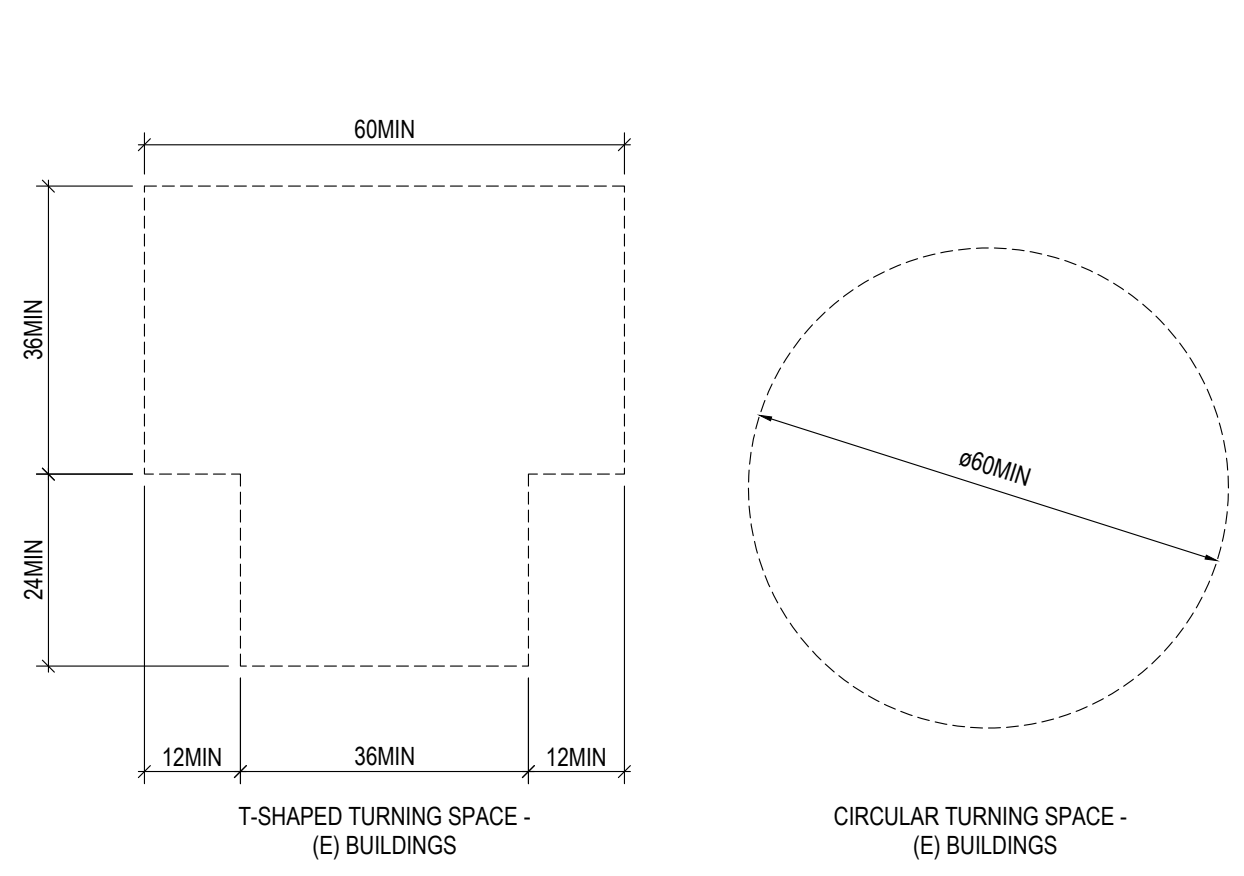 60MIN
36MIN
24MIN
12MIN
36MIN
12MIN
T-SHAPED TURNING SPACE -
(E) BUILDINGS
ø60MIN
CIRCULAR TURNING SPACE -
(E) BUILDINGS